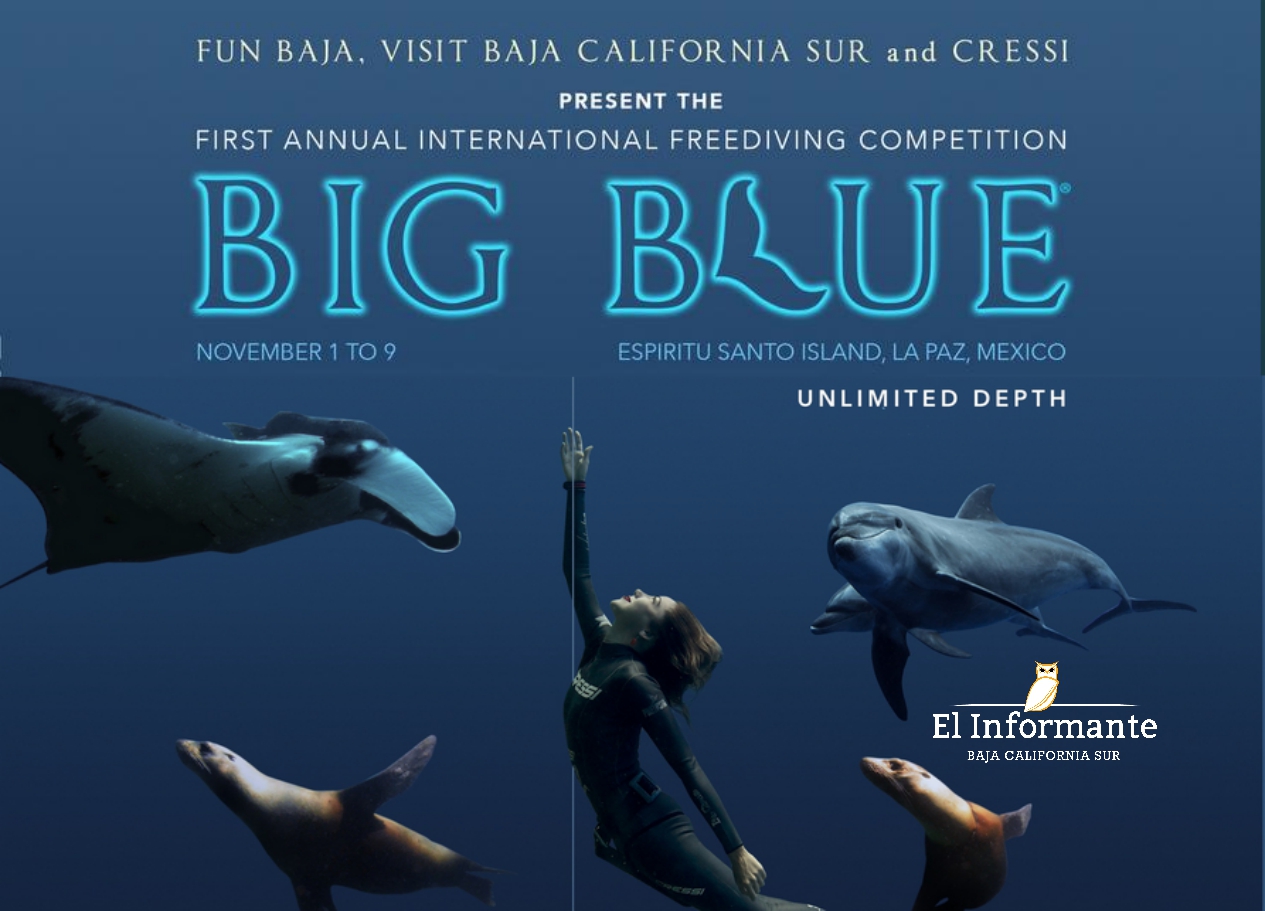 FUN BAJA, VISIT BAJA CALIFORNIA SUR and CRESSI
PRESENT THE
FIRST ANNUAL INTERNATIONAL FREEDIVING COMPETITION
BIG BLUE®
NOVEMBER 1 TO 9
ESPIRITU SANTO ISLAND, LA PAZ, MEXICO
UNLIMITED DEPTH
El Informante
BAJA CALIFORNIA SUR
CRESSI